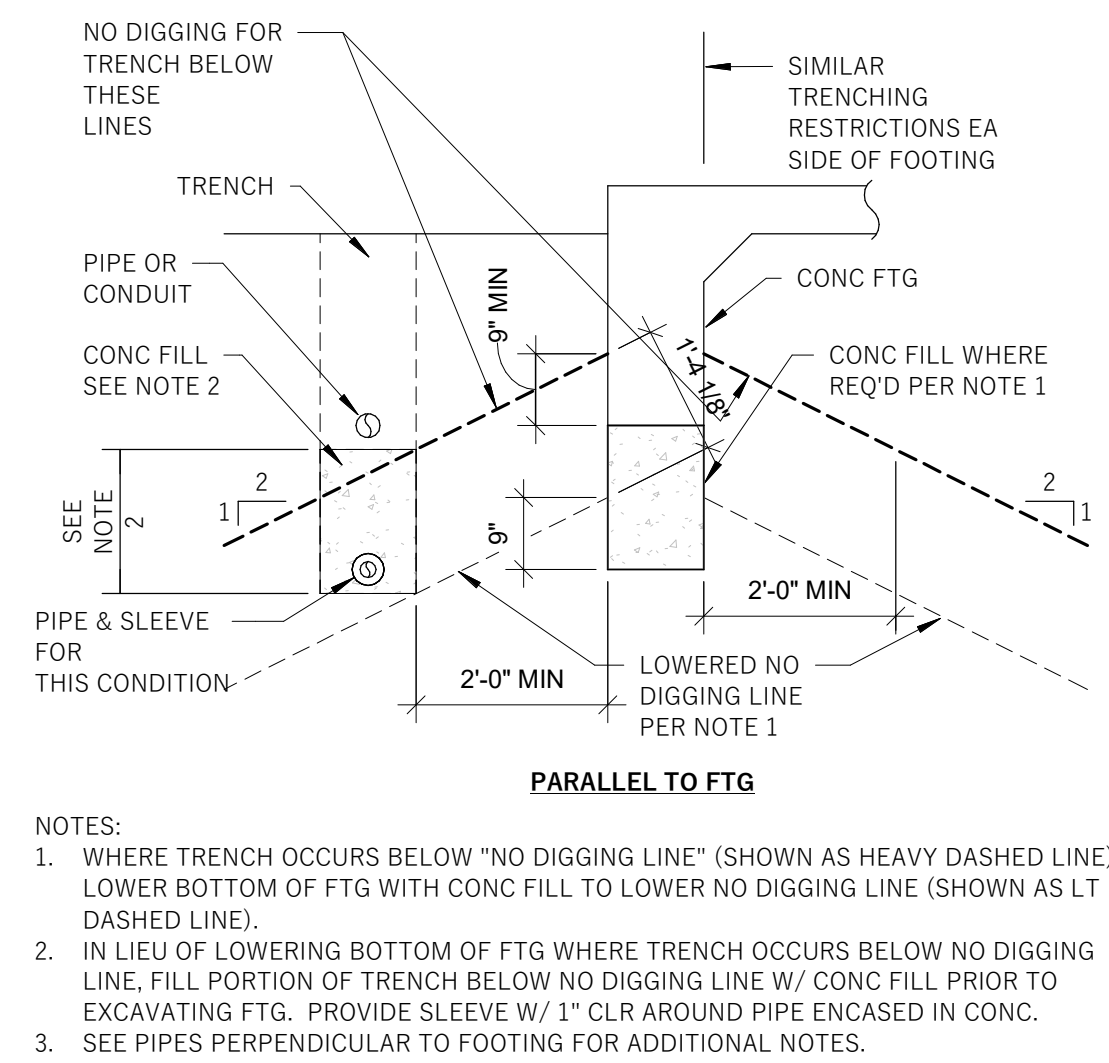 NO DIGGING FOR
TRENCH BELOW
THESE
LINES
SIMILAR
TRENCHING
RESTRICTIONS EA
SIDE OF FOOTING
TRENCH
PIPE OR
CONDUIT
CONC FTG
9" MIN
1'-4 1/8"
CONC FILL
SEE NOTE 2
CONC FILL WHERE
REQ'D PER NOTE 1
2
1
2
1
SEE
NOTE
2
9"
2'-0" MIN
PIPE & SLEEVE
FOR
THIS CONDITION
2'-0" MIN
LOWERED NO
DIGGING LINE
PER NOTE 1
PARALLEL TO FTG
NOTES:
1. WHERE TRENCH OCCURS BELOW "NO DIGGING LINE" (SHOWN AS HEAVY DASHED LINE)
LOWER BOTTOM OF FTG WITH CONC FILL TO LOWER NO DIGGING LINE (SHOWN AS LT
DASHED LINE).
2. IN LIEU OF LOWERING BOTTOM OF FTG WHERE TRENCH OCCURS BELOW NO DIGGING
LINE, FILL PORTION OF TRENCH BELOW NO DIGGING LINE W/ CONC FILL PRIOR TO
EXCAVATING FTG. PROVIDE SLEEVE W/ 1" CLR AROUND PIPE ENCASED IN CONC.
3. SEE PIPES PERPENDICULAR TO FOOTING FOR ADDITIONAL NOTES.